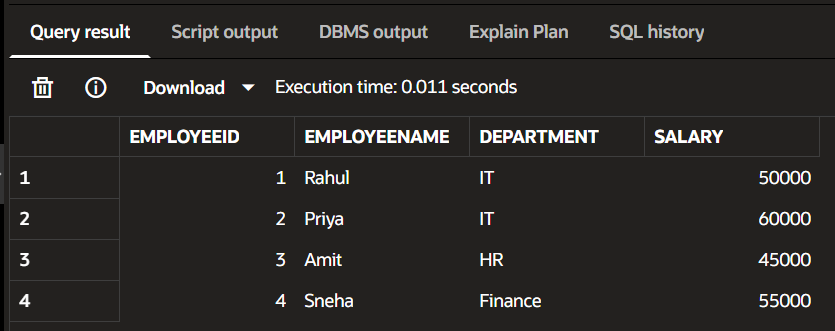 Query result Script output DBMS output Explain Plan SQL history
Download Execution time: 0.011 seconds
EMPLOYEEID EMPLOYEENAME DEPARTMENT SALARY
1 1 Rahul IT 50000
2 2 Priya IT 60000
3 3 Amit HR 45000
4 4 Sneha Finance 55000